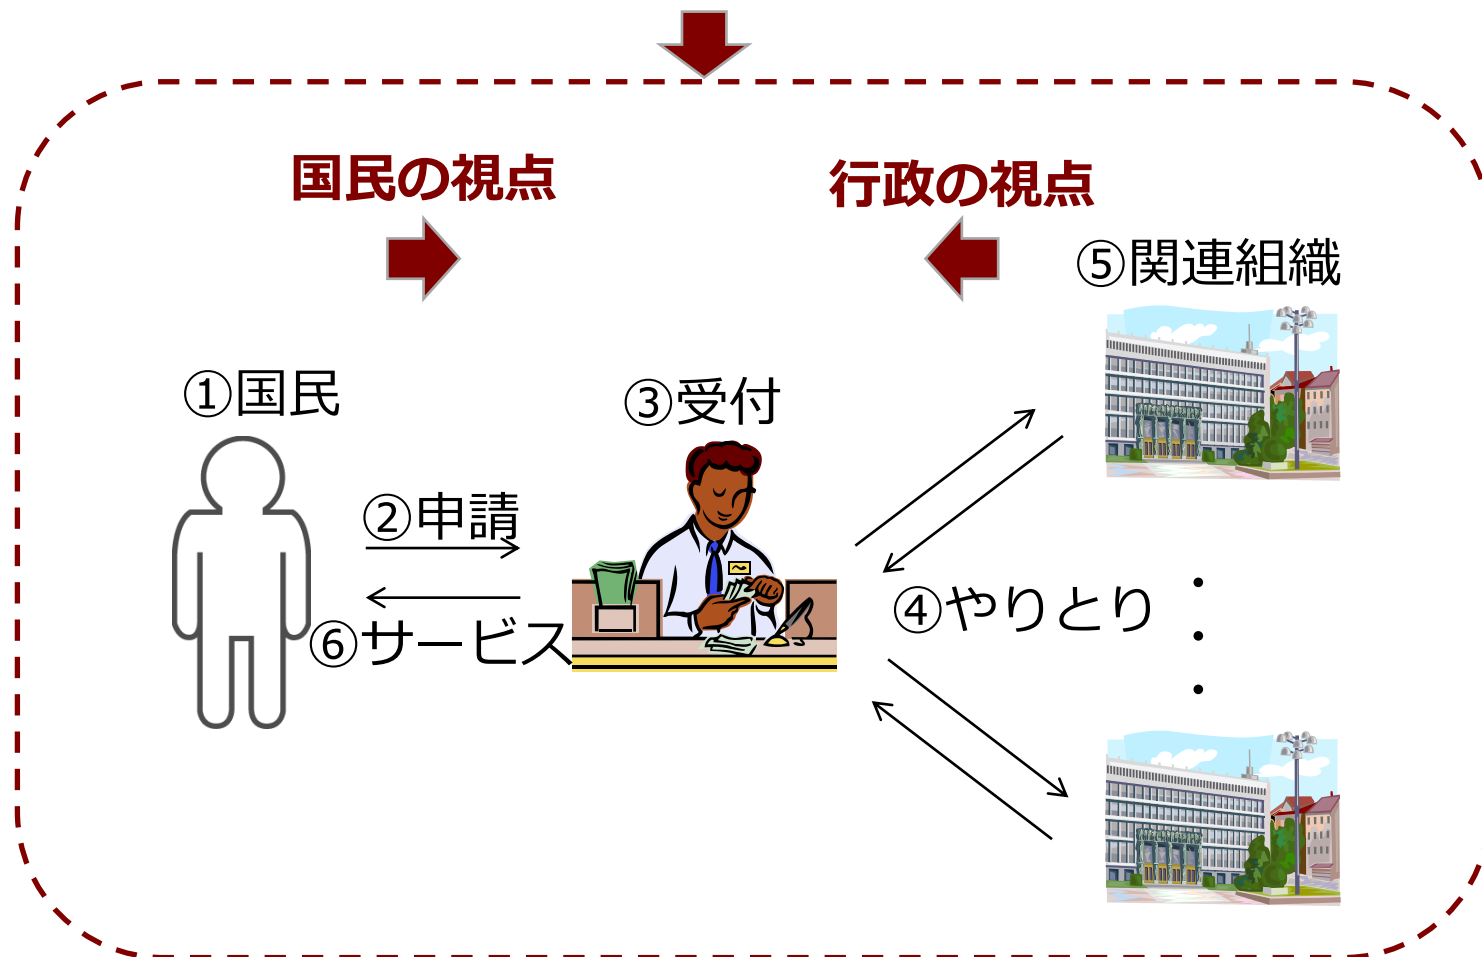 国民の視点
行政の視点
⑤関連組織
①国民
③受付
②申請
④やりとり
⑥サービス